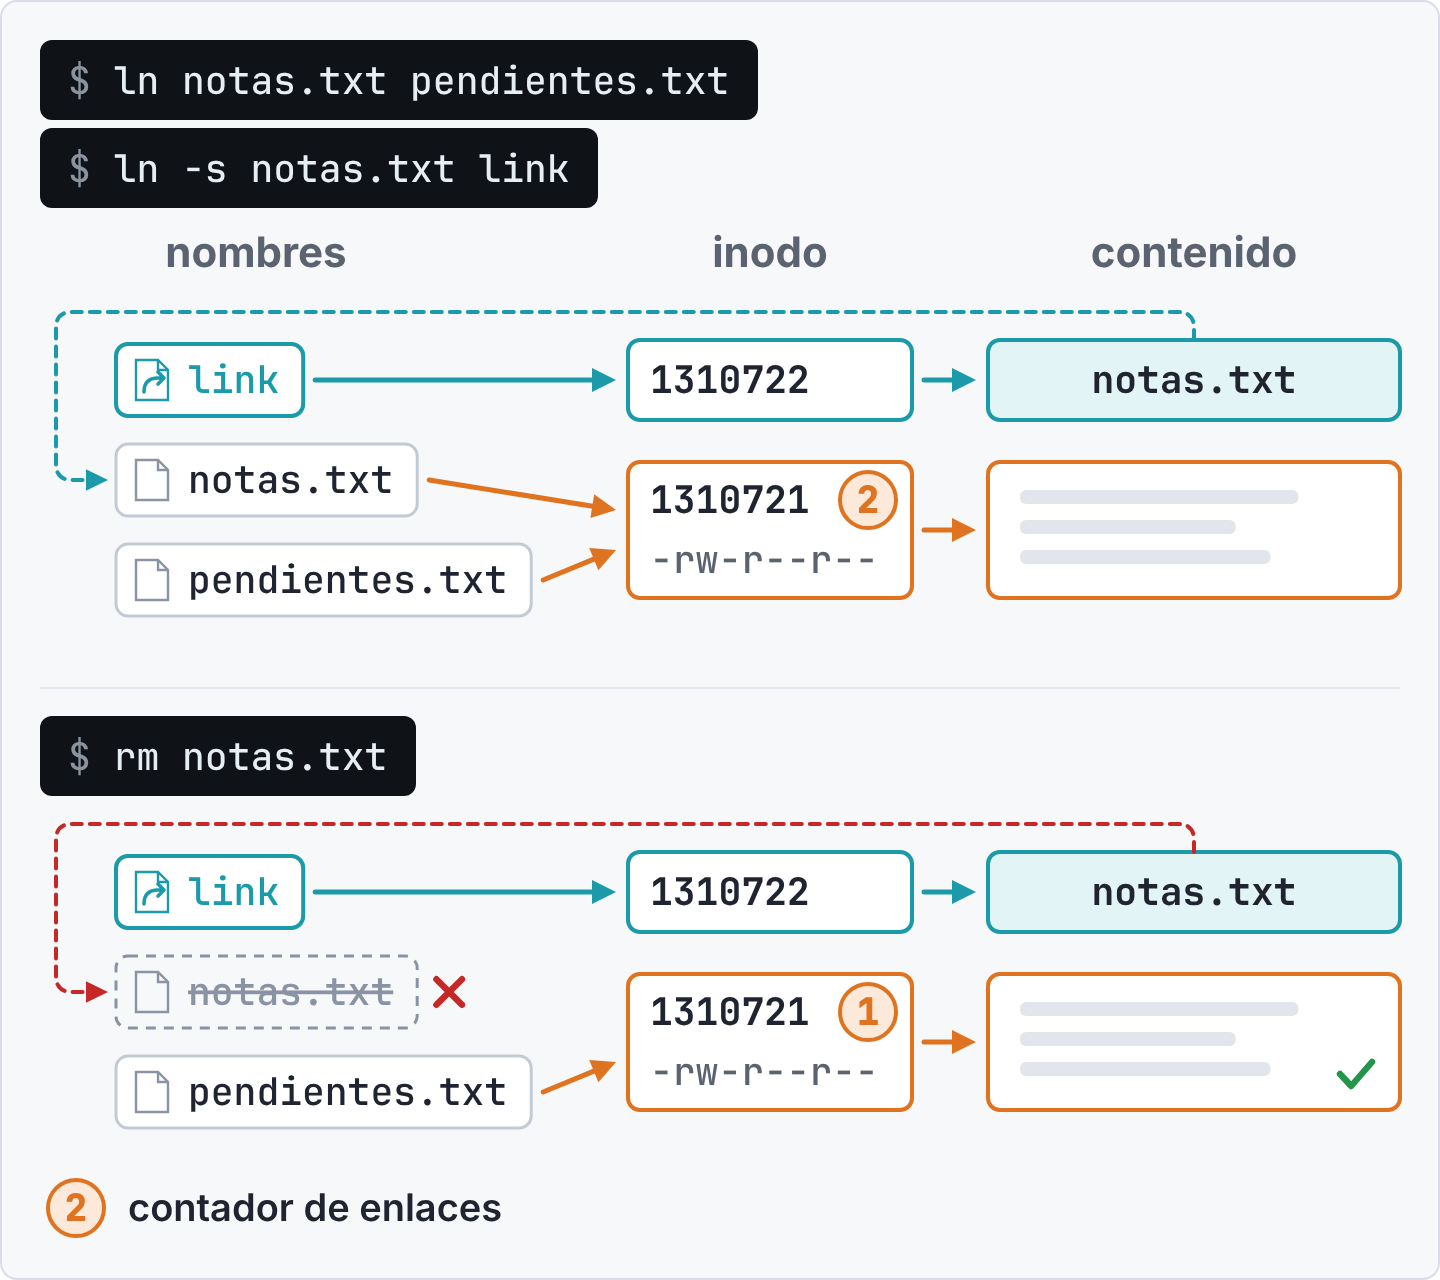 $ ln notas.txt pendientes.txt
$ ln -s notas.txt link
nombres inodo contenido
link 1310722 notas.txt
notas.txt 1310721 2
pendientes.txt -rw-r--r--
$ rm notas.txt
link 1310722 notas.txt
notas.txt 1310721 1
pendientes.txt -rw-r--r--
2 contador de enlaces